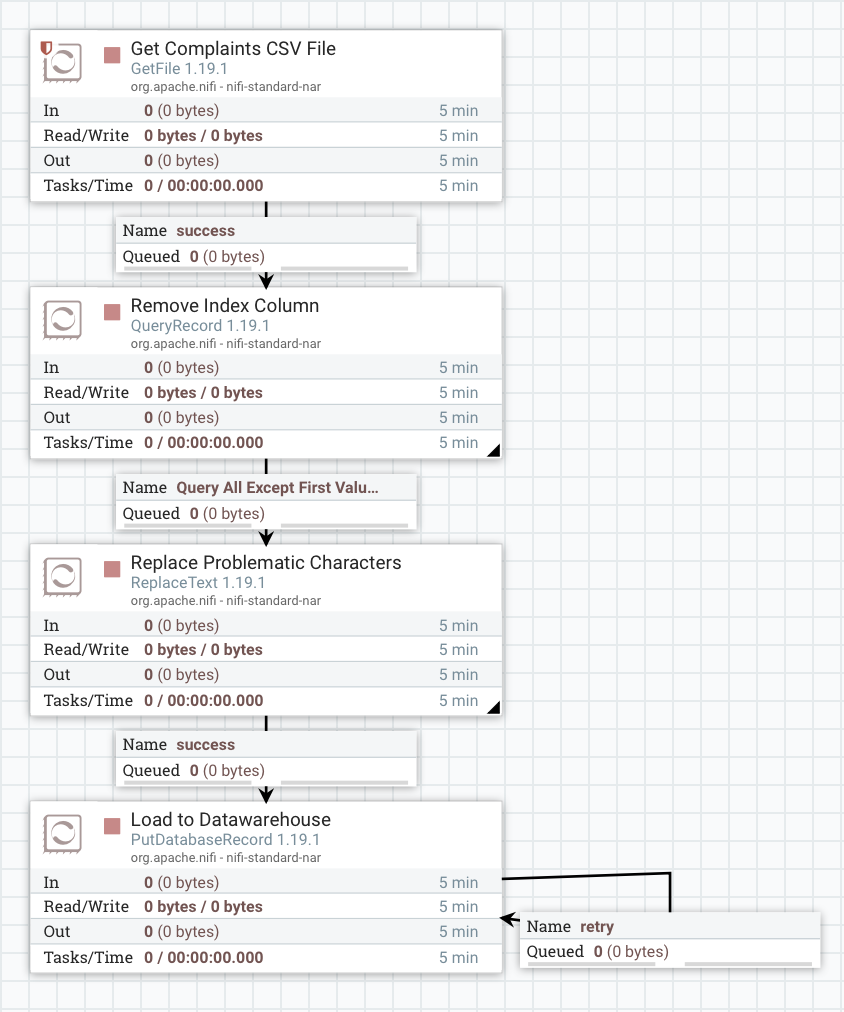 Get Complaints CSV File
GetFile 1.19.1
org.apache.nifi - nifi-standard-nar
In 0 (0 bytes) 5 min
Read/Write 0 bytes / 0 bytes 5 min
Out 0 (0 bytes) 5 min
Tasks/Time 0 / 00:00:00.000 5 min
Name success
Queued 0 (0 bytes)
Remove Index Column
QueryRecord 1.19.1
org.apache.nifi - nifi-standard-nar
In 0 (0 bytes) 5 min
Read/Write 0 bytes / 0 bytes 5 min
Out 0 (0 bytes) 5 min
Tasks/Time 0 / 00:00:00.000 5 min
Name Query All Except First Valu...
Queued 0 (0 bytes)
Replace Problematic Characters
ReplaceText 1.19.1
org.apache.nifi - nifi-standard-nar
In 0 (0 bytes) 5 min
Read/Write 0 bytes / 0 bytes 5 min
Out 0 (0 bytes) 5 min
Tasks/Time 0 / 00:00:00.000 5 min
Name success
Queued 0 (0 bytes)
Load to Datawarehouse
PutDatabaseRecord 1.19.1
org.apache.nifi - nifi-standard-nar
In 0 (0 bytes) 5 min
Read/Write 0 bytes / 0 bytes 5 min
Out 0 (0 bytes) 5 min
Tasks/Time 0 / 00:00:00.000 5 min
Name retry
Queued 0 (0 bytes)